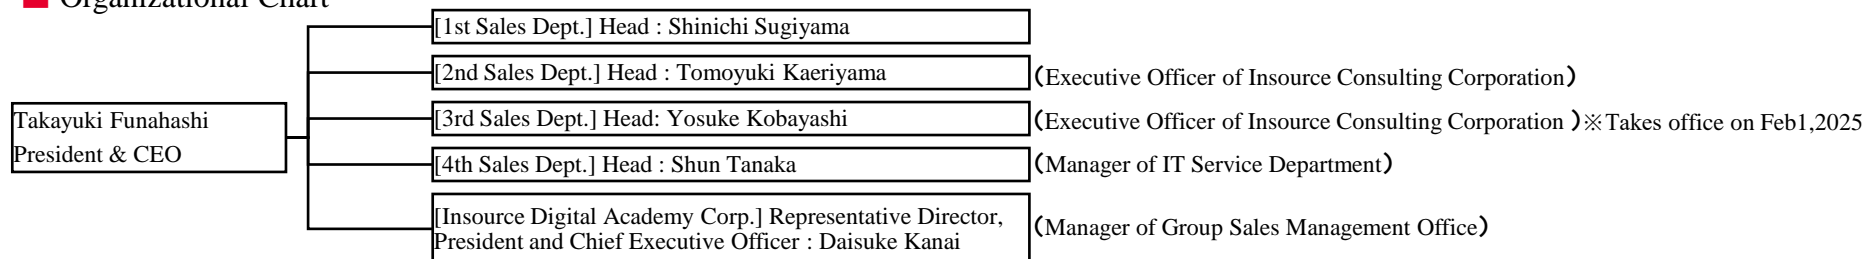 Organizational Chart
[1st Sales Dept.] Head : Shinichi Sugiyama
[2nd Sales Dept.] Head : Tomoyuki Kaeriyama
(Executive Officer of Insource Consulting Corporation)
Takayuki Funahashi
President & CEO
[3rd Sales Dept.] Head: Yosuke Kobayashi
(Executive Officer of Insource Consulting Corporation )※Takes office on Feb1,2025
[4th Sales Dept.] Head : Shun Tanaka
(Manager of IT Service Department)
[Insource Digital Academy Corp.] Representative Director,
President and Chief Executive Officer : Daisuke Kanai
(Manager of Group Sales Management Office)